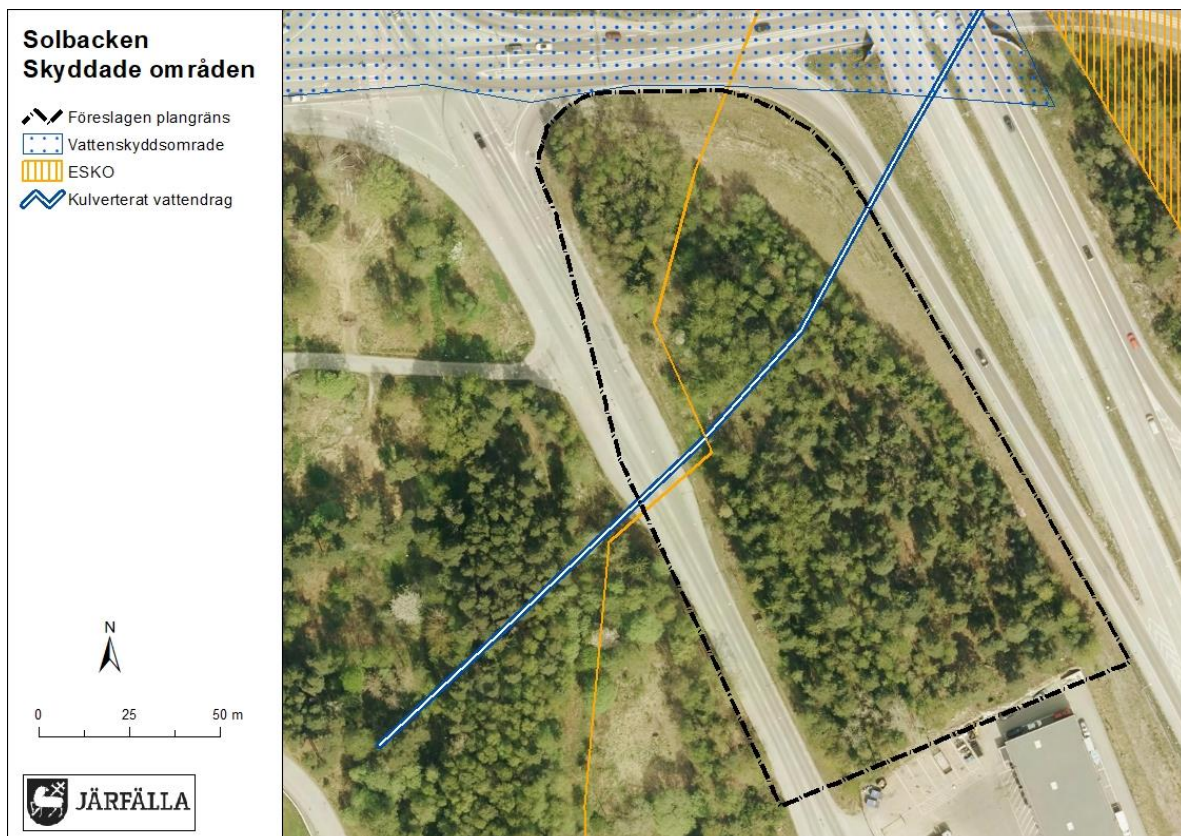 Solbacken
Skyddade områden
Föreslagen plangräns
Vattenskyddsomrade
ESKO
Kulverterat vattendrag
N
0 25 50 m
JÄRFÄLLA